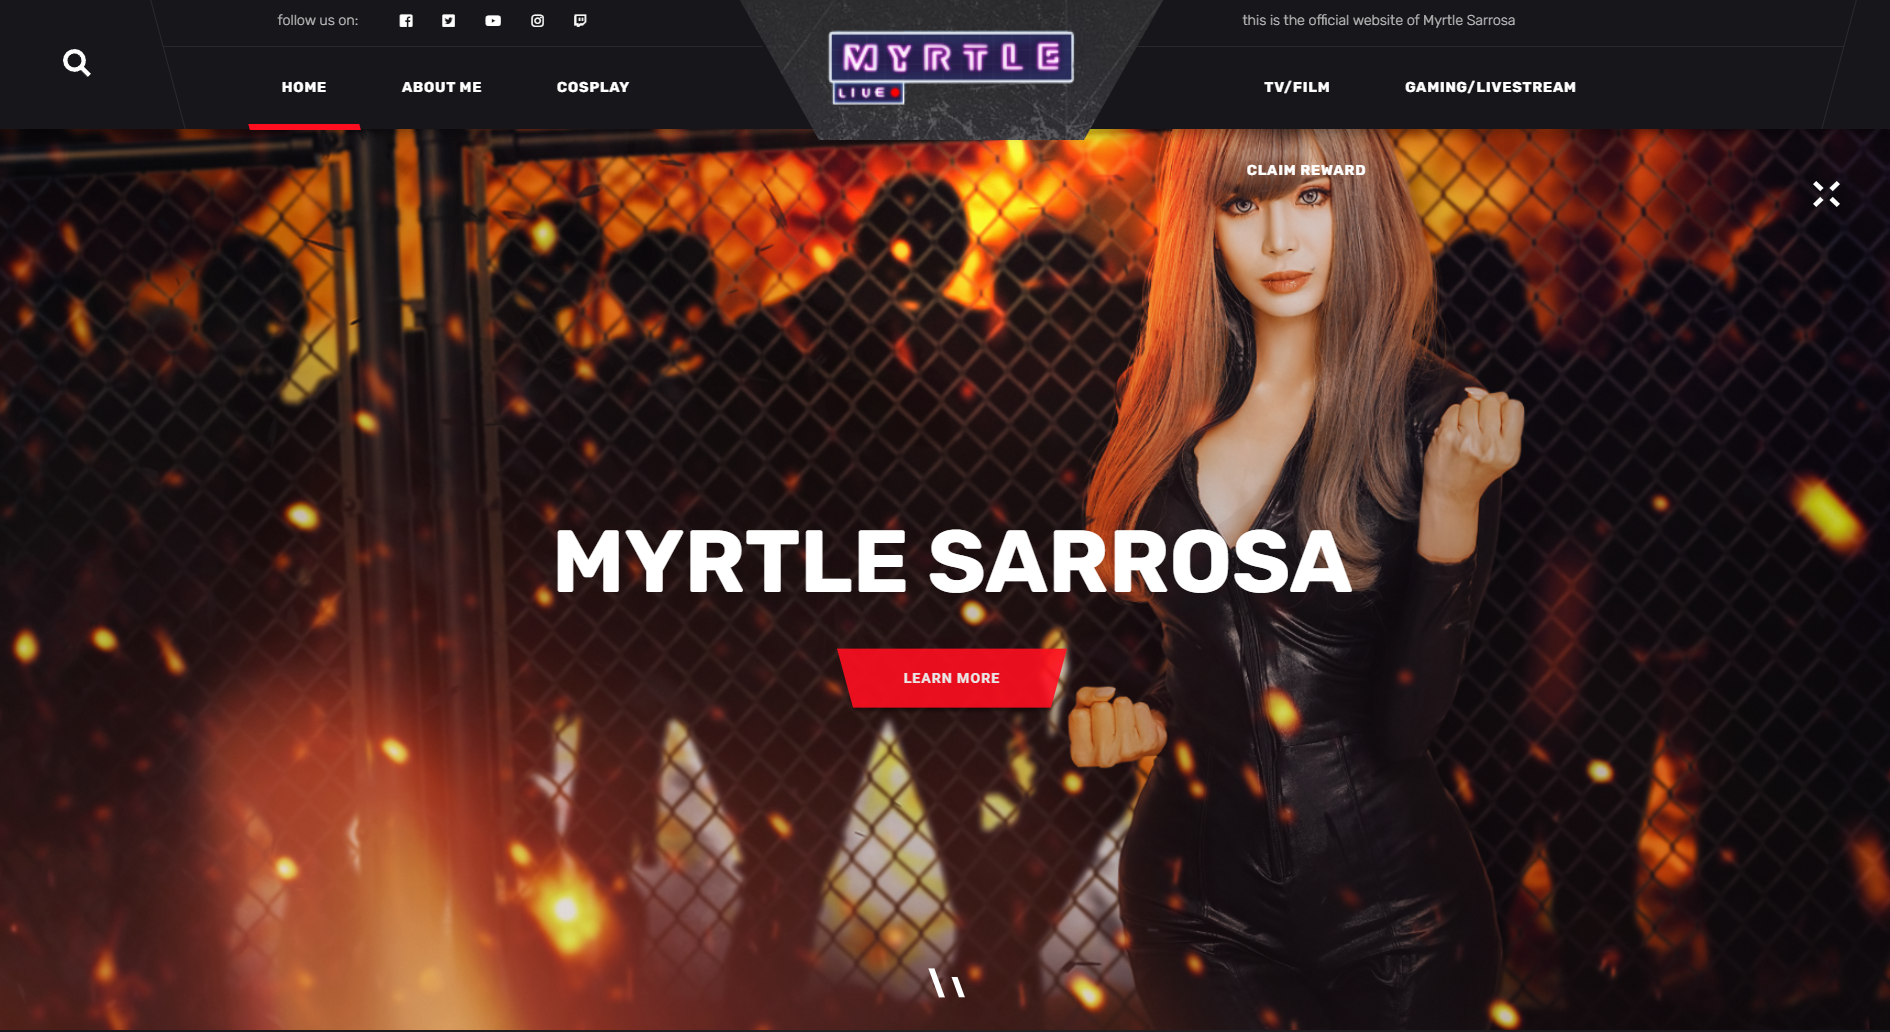 follow us on:
this is the official website of Myrtle Sarrosa
MYRTLE
LIVE
HOME
ABOUT ME
COSPLAY
TV/FILM
GAMING/LIVESTREAM
CLAIM REWARD
MYRTLE SARROSA
LEARN MORE